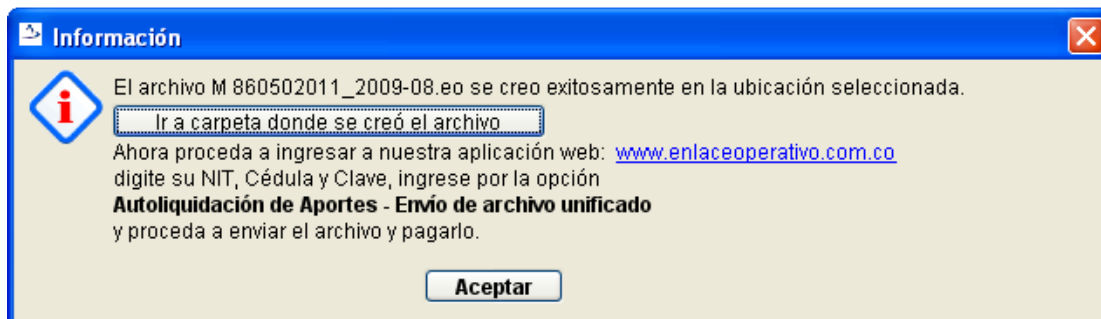 Información
El archivo M 860502011_2009-08.eo se creo exitosamente en la ubicación seleccionada.
Ir a carpeta donde se creó el archivo
Ahora proceda a ingresar a nuestra aplicación web: www.enlaceoperativo.com.co
digite su NIT, Cédula y Clave, ingrese por la opción
Autoliquidación de Aportes - Envío de archivo unificado
y proceda a enviar el archivo y pagarlo.
Aceptar